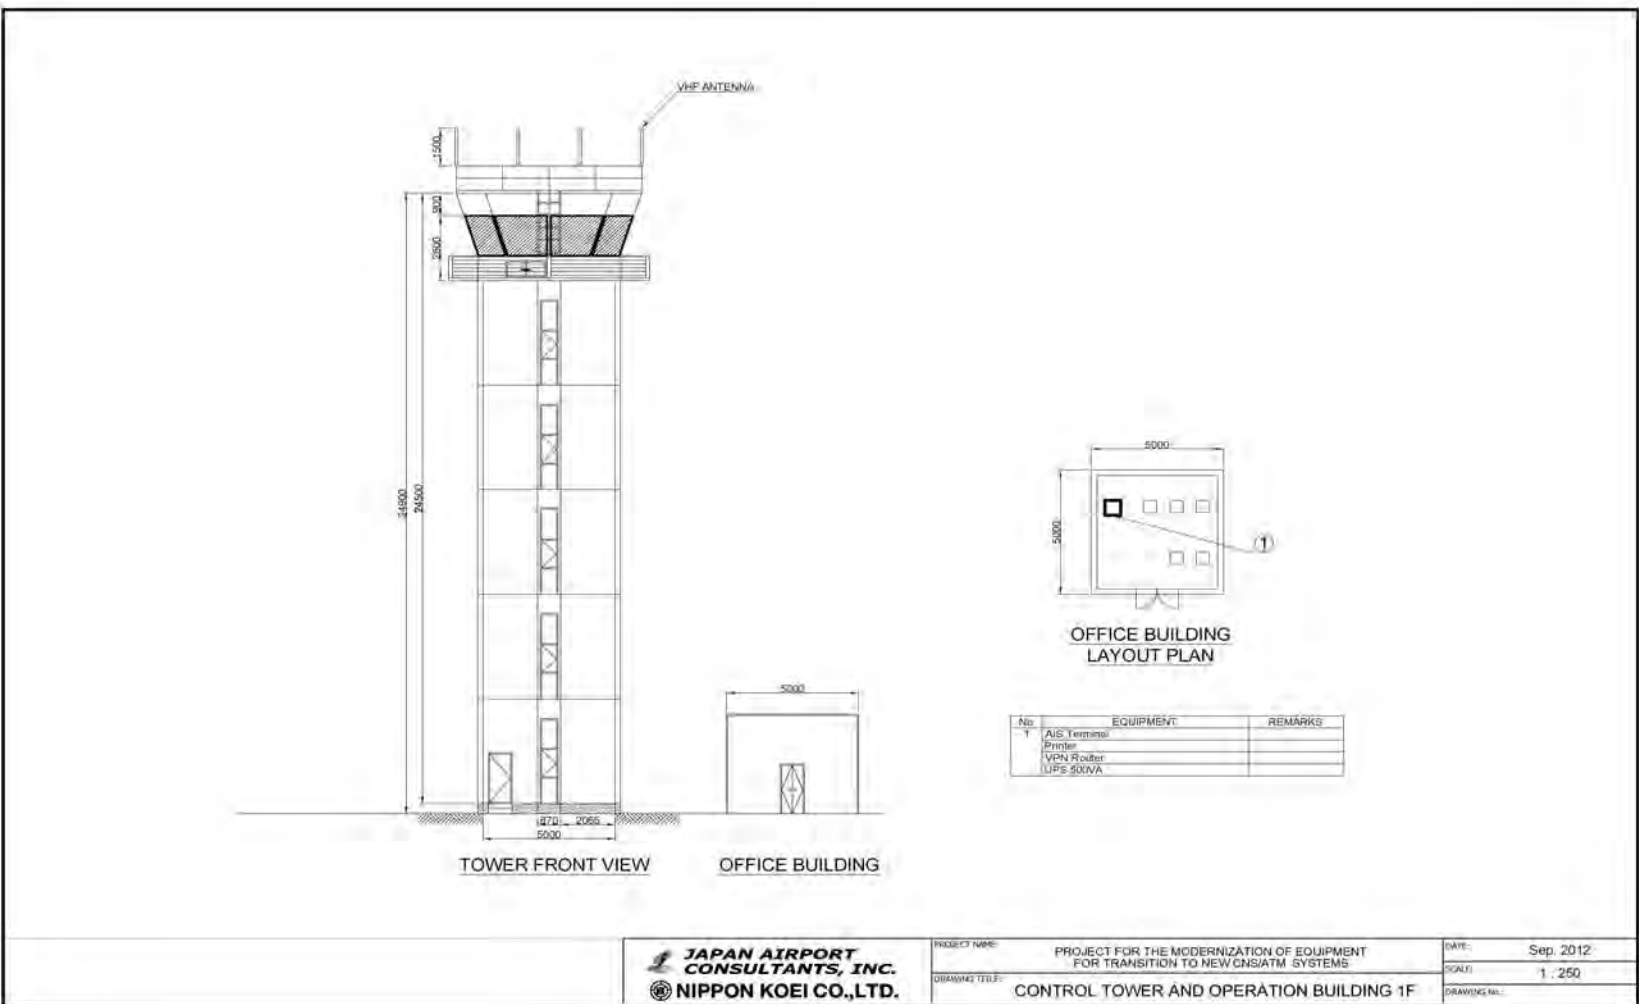 VHF ANTENNA
1500
900
2600
24900
24500
870
2065
5000
TOWER FRONT VIEW
5000
OFFICE BUILDING
5000
5000
1
OFFICE BUILDING
LAYOUT PLAN
No EQUIPMENT REMARKS
1 AIS Terminal
Printer
VPN Router
UPS 500VA
JAPAN AIRPORT
CONSULTANTS, INC.
NIPPON KOEI CO.,LTD.
PROJECT NAME:
PROJECT FOR THE MODERNIZATION OF EQUIPMENT
FOR TRANSITION TO NEW CNS/ATM SYSTEMS
DRAWING TITLE:
CONTROL TOWER AND OPERATION BUILDING 1F
DATE: Sep. 2012
SCALE: 1 : 250
DRAWING No.: